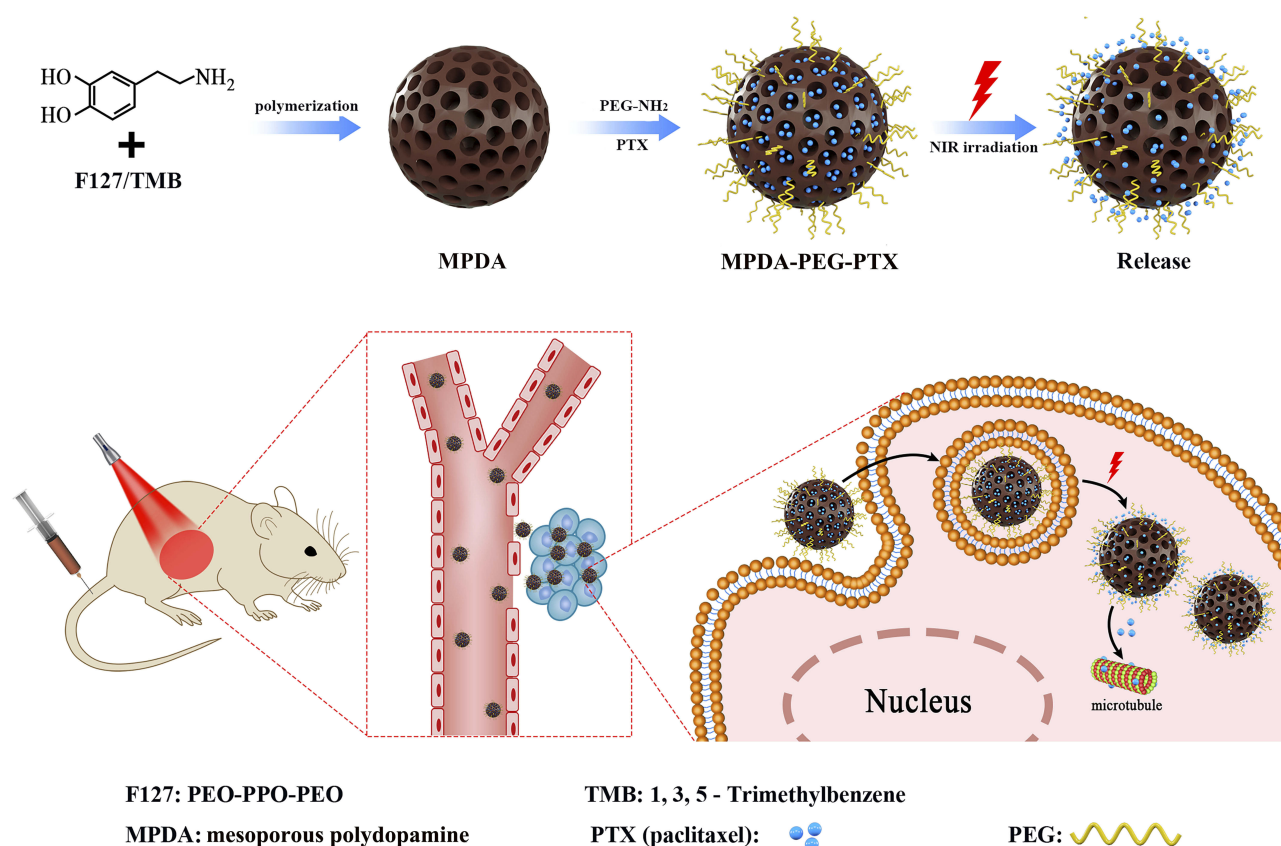 HO
NH2
HO
+
F127/TMB
polymerization
PEG-NH2
PTX
NIR irradiation
MPDA
MPDA-PEG-PTX
Release
Nucleus
microtubule
F127: PEO-PPO-PEO
TMB: 1, 3, 5 - Trimethylbenzene
MPDA: mesoporous polydopamine
PTX (paclitaxel):
PEG: